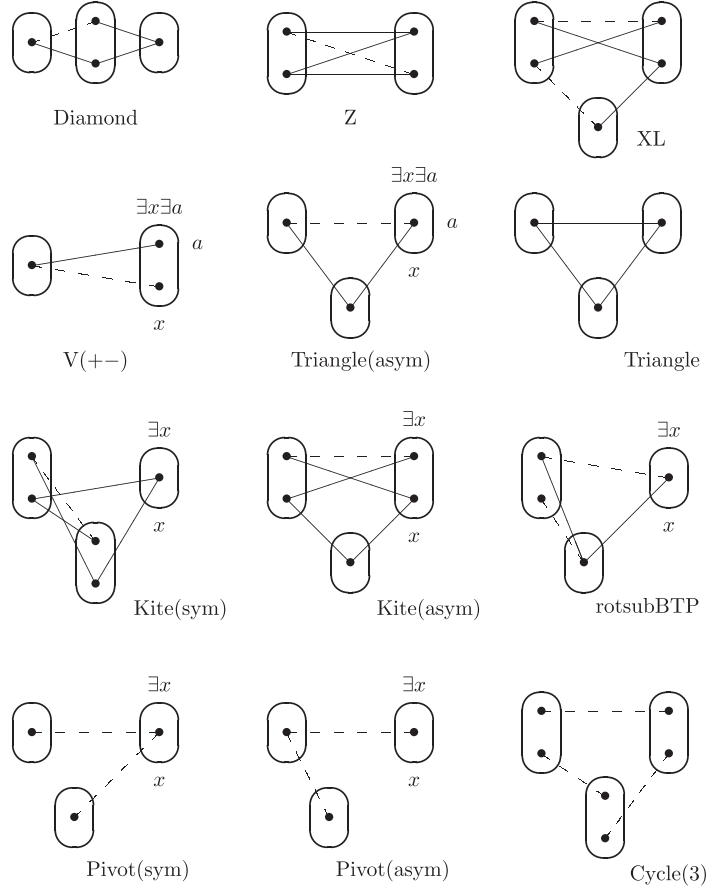 Diamond
Z
XL
∃x∃a
a
x
V(+−)
∃x∃a
a
x
Triangle(asym)
Triangle
∃x
x
Kite(sym)
∃x
x
Kite(asym)
∃x
x
rotsubBTP
∃x
x
Pivot(sym)
∃x
x
Pivot(asym)
Cycle(3)